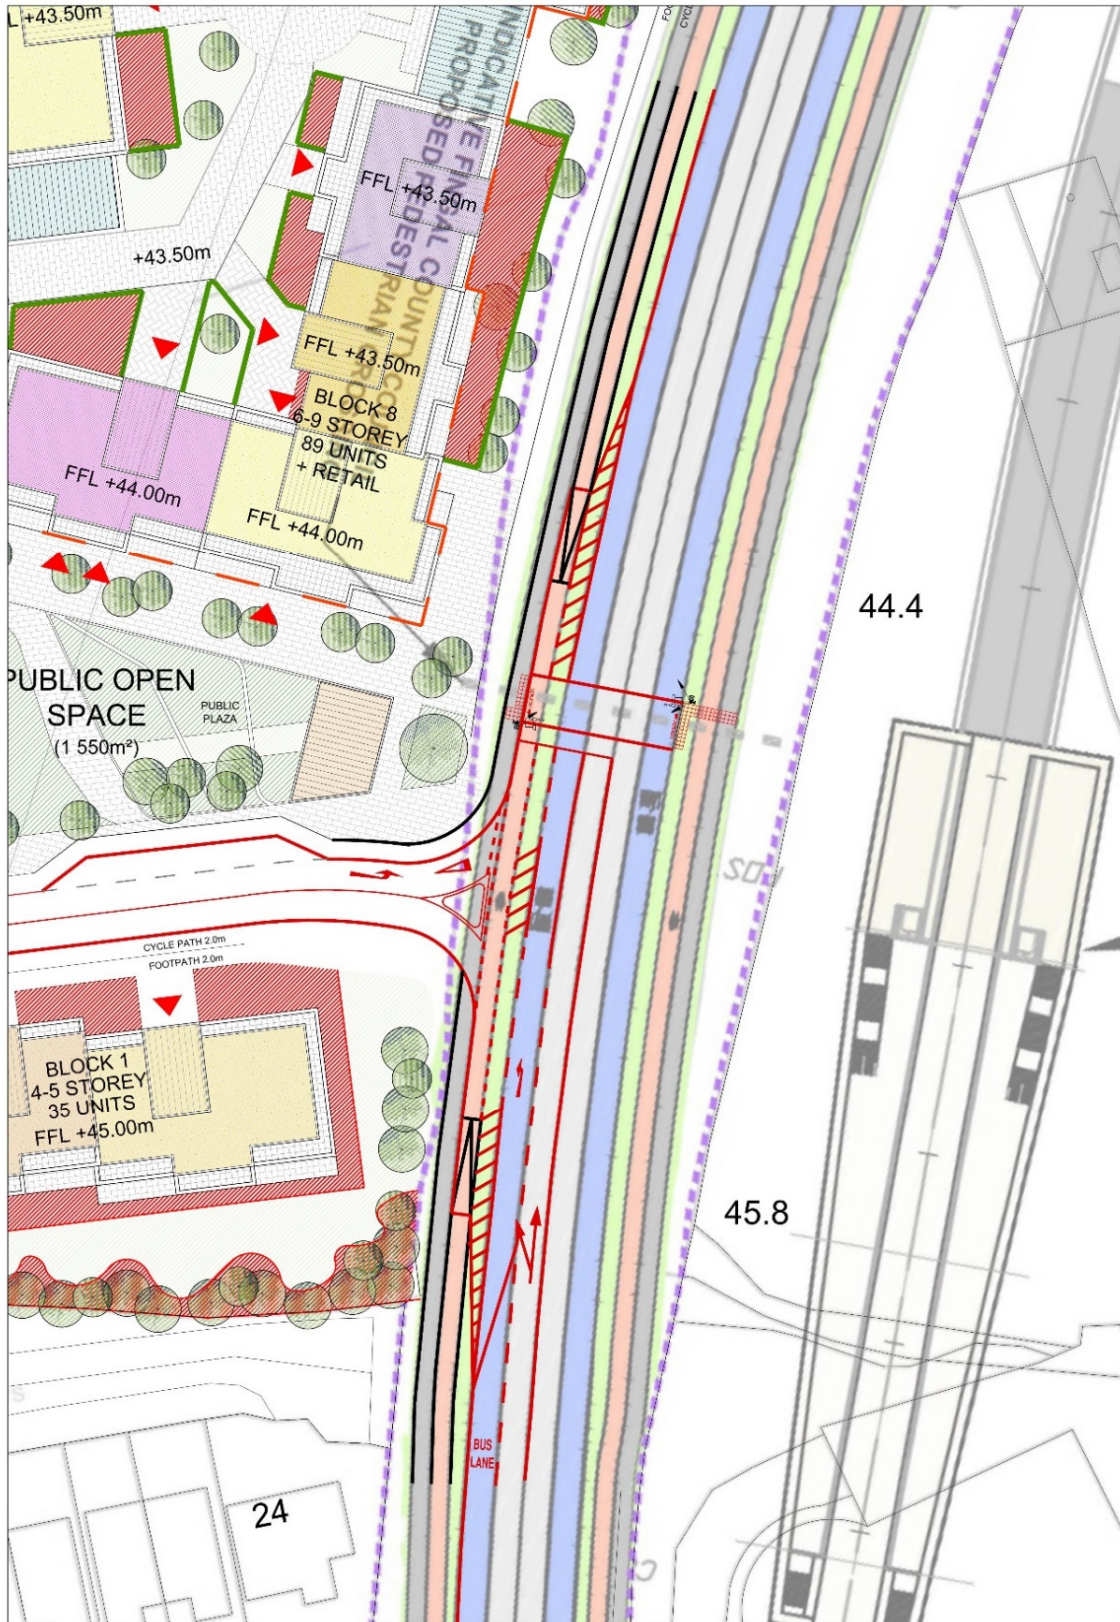 L +43.50m
FOO
CYC
INDICATIVE FINGAL COUNTY COUNCIL
PROPOSED PEDESTRIAN CROSSING
FFL +43.50m
+43.50m
FFL +43.50m
BLOCK 8
6-9 STOREY
89 UNITS
+ RETAIL
FFL +44.00m
FFL +44.00m
44.4
PUBLIC OPEN
SPACE
(1 550m²)
PUBLIC
PLAZA
CYCLE PATH 2.0m
FOOTPATH 2.0m
BLOCK 1
4-5 STOREY
35 UNITS
FFL +45.00m
45.8
BUS
LANE
24